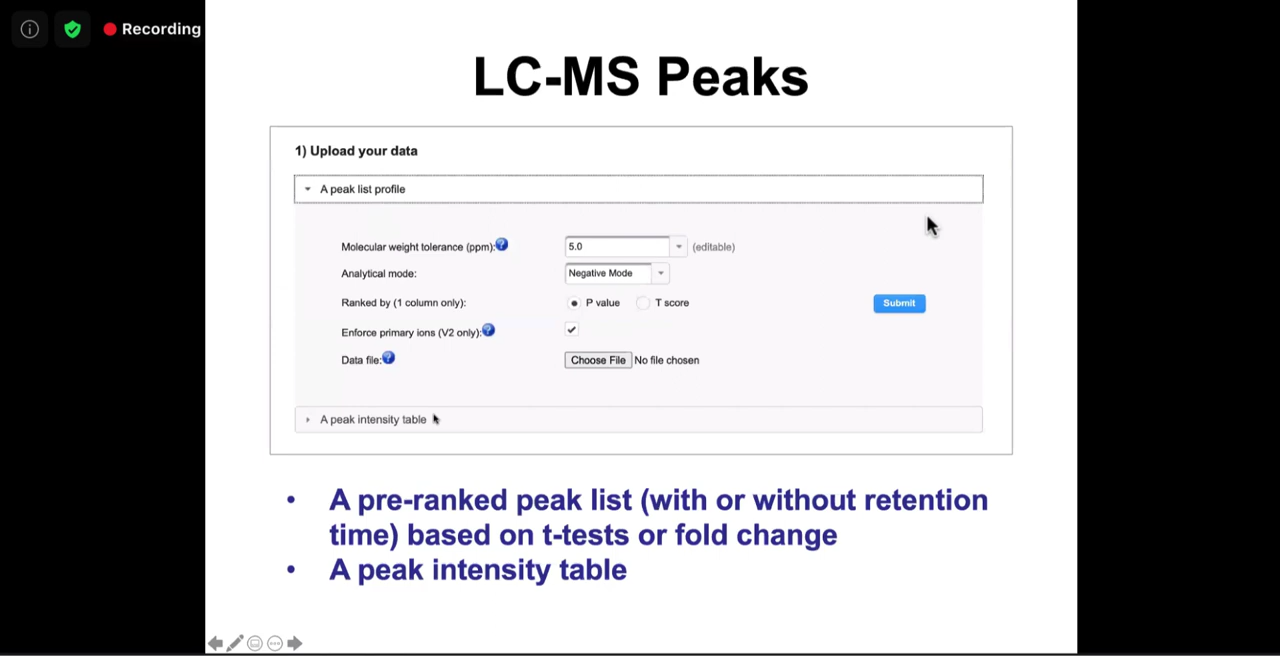 Recording
LC-MS Peaks
1) Upload your data
A peak list profile
Molecular weight tolerance (ppm):? 5.0 (editable)
Analytical mode: Negative Mode
Ranked by (1 column only): P value T score Submit
Enforce primary ions (V2 only):?
Data file:? Choose File No file chosen
A peak intensity table
• A pre-ranked peak list (with or without retention
time) based on t-tests or fold change
• A peak intensity table